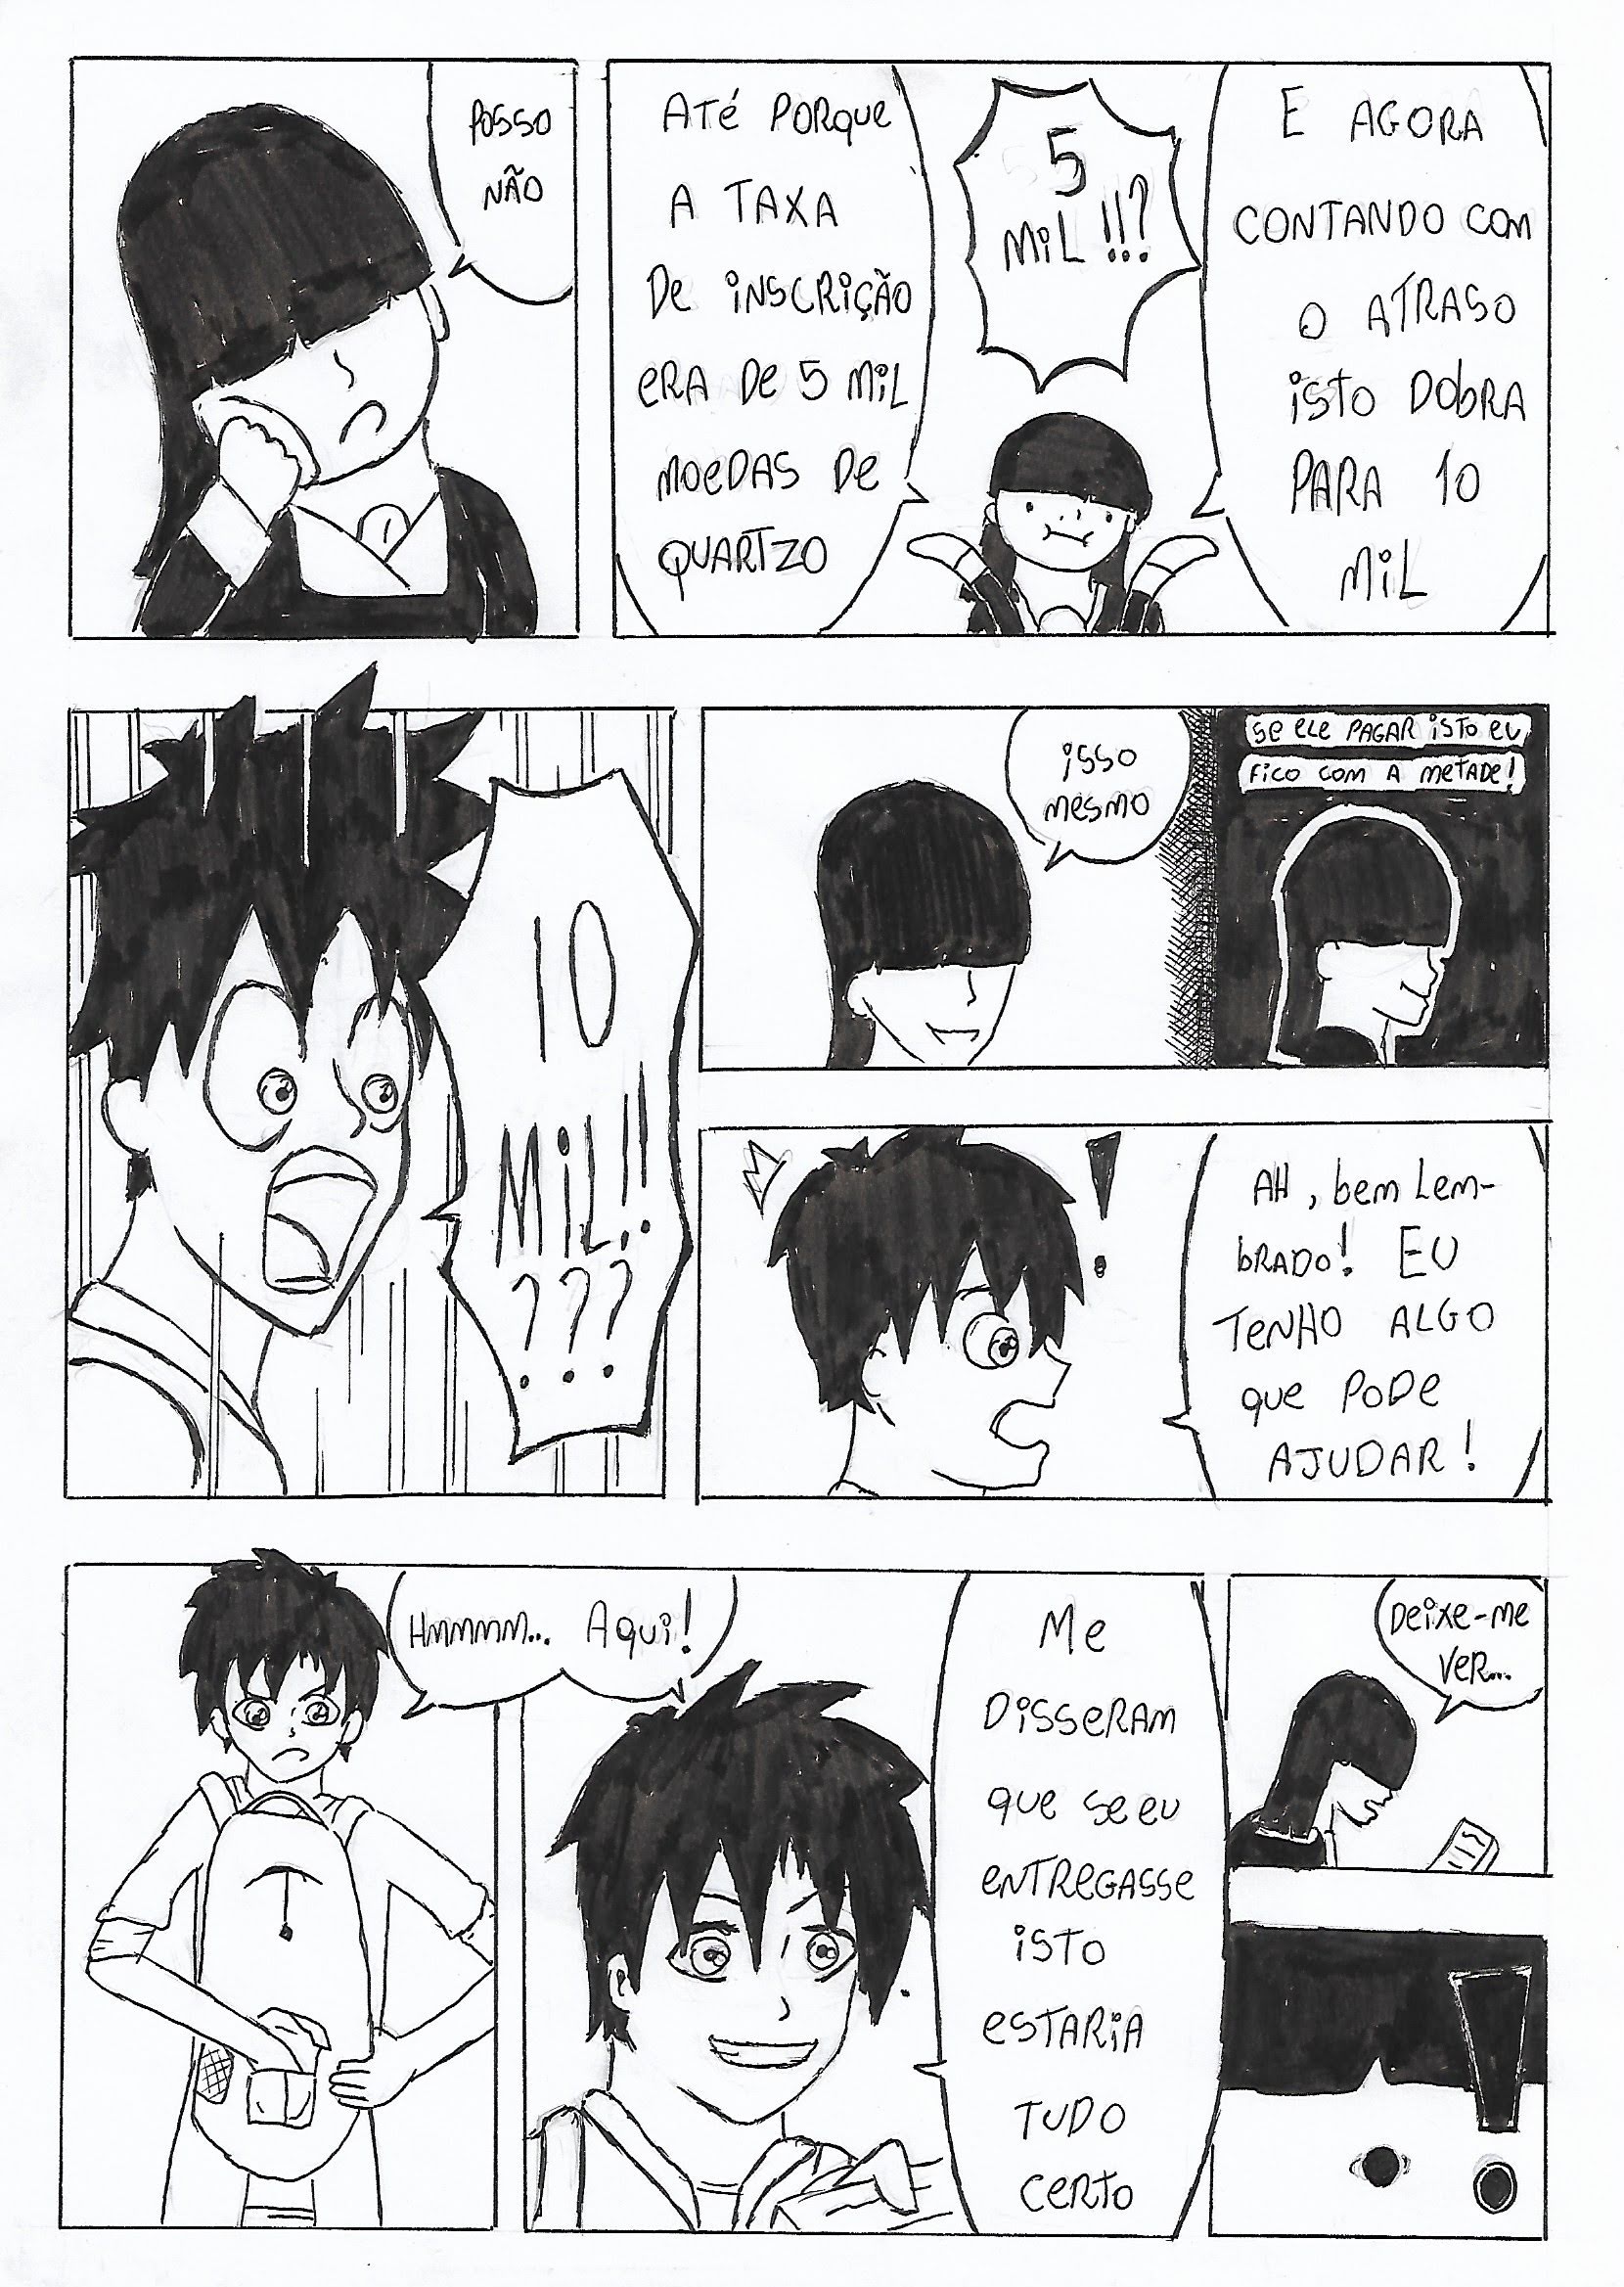 POSSO
NÃO
ATÉ PORQUE
A TAXA
DE INSCRIÇÃO
ERA DE 5 MIL
MOEDAS DE
QUARTZO
5
MIL!!?
E AGORA
CONTANDO COM
O ATRASO
ISTO DOBRA
PARA 10
MIL
10
MIL!!
???
ISSO
MESMO
SE ELE PAGAR ISTO EU
FICO COM A METADE!
AH, BEM LEM-
BRADO! EU
TENHO ALGO
QUE PODE
AJUDAR!
HMMMM... AQUI!
ME
DISSERAM
QUE SE EU
ENTREGASSE
ISTO
ESTARIA
TUDO
CERTO
DEIXE-ME
VER...